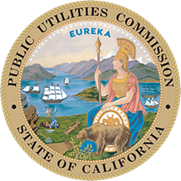 PUBLIC UTILITIES COMMISSION
EUREKA
STATE OF CALIFORNIA